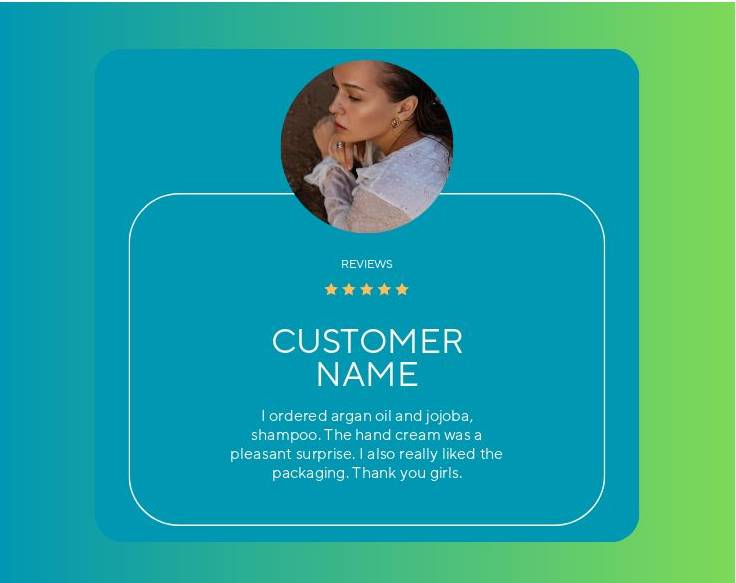 REVIEWS
CUSTOMER
NAME
I ordered argan oil and jojoba,
shampoo. The hand cream was a
pleasant surprise. I also really liked the
packaging. Thank you girls.